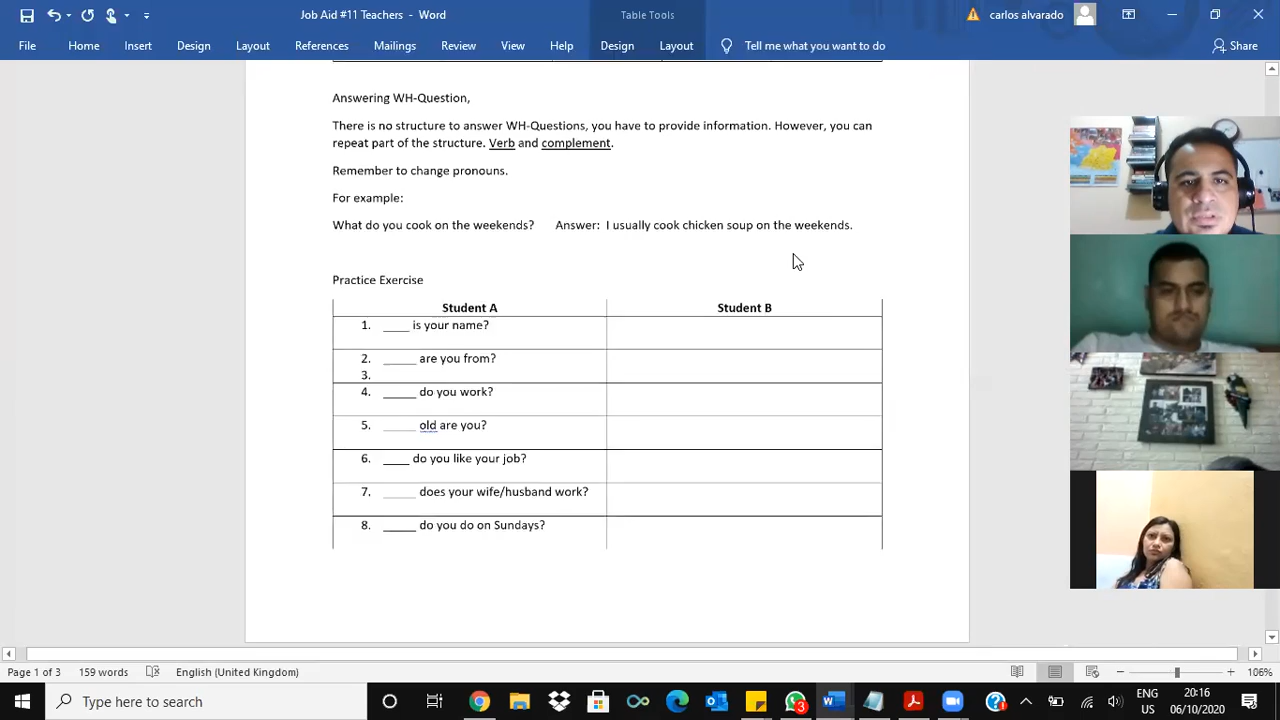 Job Aid #11 Teachers - Word
Table Tools
carlos alvarado
File Home Insert Design Layout References Mailings Review View Help Design Layout Tell me what you want to do Share
Answering WH-Question,
There is no structure to answer WH-Questions, you have to provide information. However, you can
repeat part of the structure. Verb and complement.
Remember to change pronouns.
For example:
What do you cook on the weekends? Answer: I usually cook chicken soup on the weekends.
Practice Exercise
Student A Student B
1. ____ is your name?
2. _____ are you from?
3.
4. _____ do you work?
5. _____ old are you?
6. ____ do you like your job?
7. _____ does your wife/husband work?
8. _____ do you do on Sundays?
Page 1 of 3 159 words English (United Kingdom) 106%
Type here to search
3
ENG
US
20:16
06/10/2020